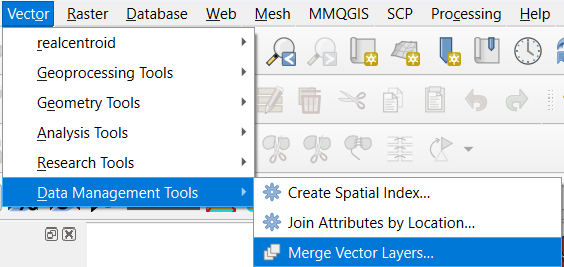 Vector Raster Database Web Mesh MMQGIS SCP Processing Help
realcentroid
Geoprocessing Tools
Geometry Tools
Analysis Tools
Research Tools
Data Management Tools
Create Spatial Index...
Join Attributes by Location...
Merge Vector Layers...